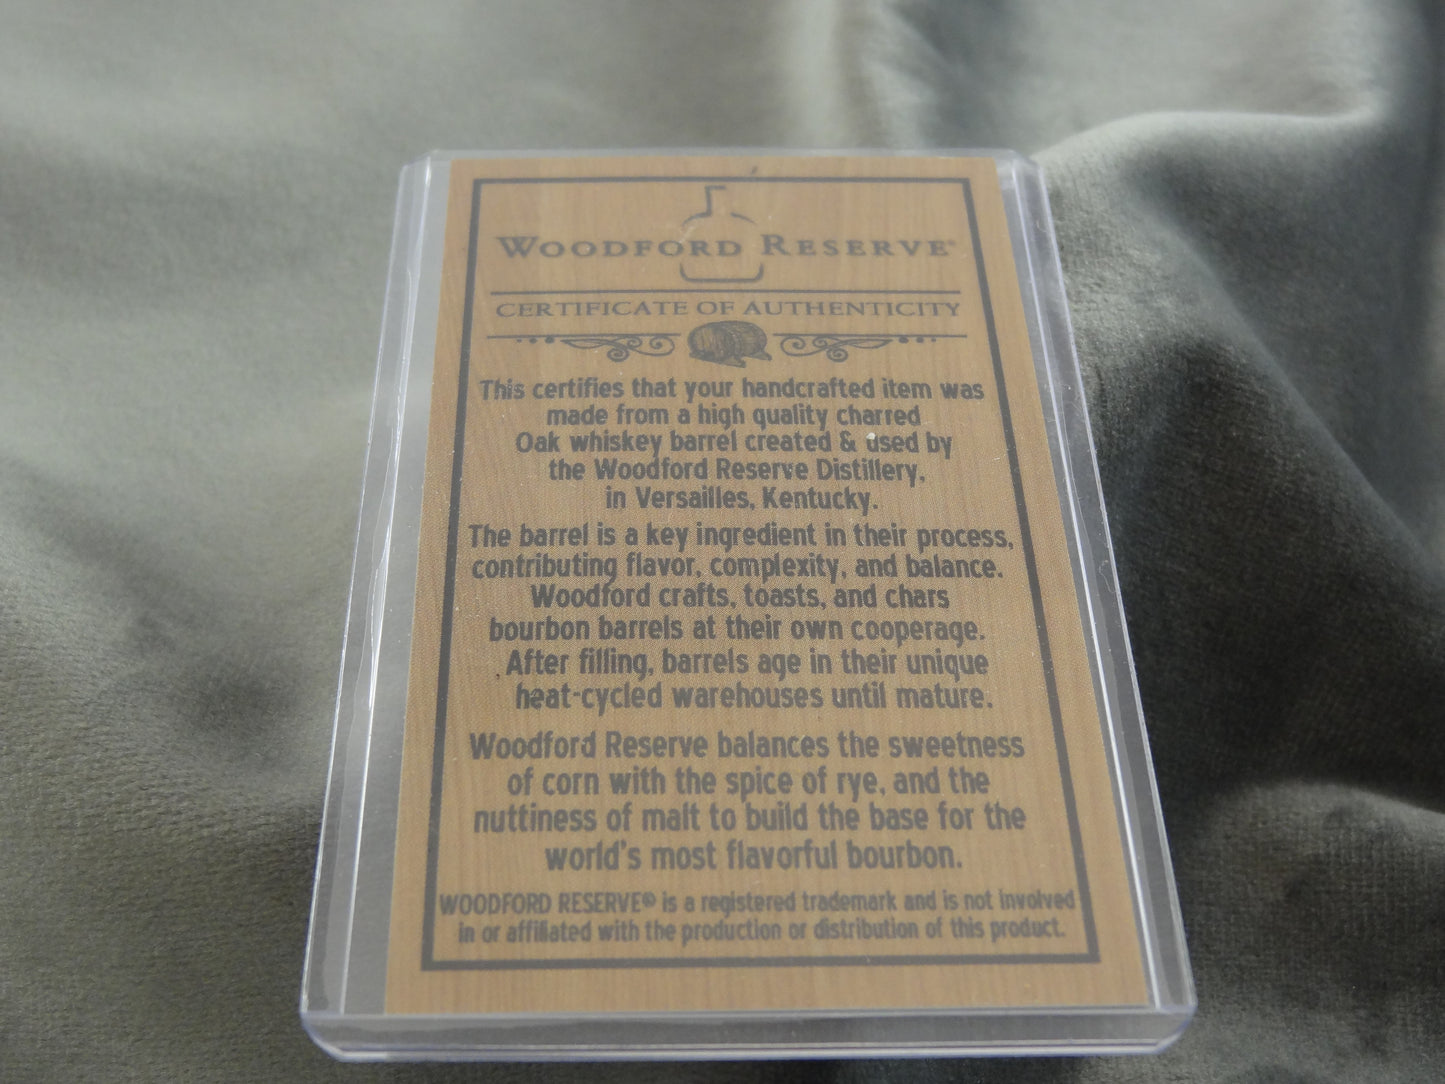 WOODFORD RESERVE®
CERTIFICATE OF AUTHENTICITY
This certifies that your handcrafted item was
made from a high quality charred
Oak whiskey barrel created & used by
the Woodford Reserve Distillery,
in Versailles, Kentucky.
The barrel is a key ingredient in their process,
contributing flavor, complexity, and balance.
Woodford crafts, toasts, and chars
bourbon barrels at their own cooperage.
After filling, barrels age in their unique
heat-cycled warehouses until mature.
Woodford Reserve balances the sweetness
of corn with the spice of rye, and the
nuttiness of malt to build the base for the
world's most flavorful bourbon.
WOODFORD RESERVE® is a registered trademark and is not involved
in or affiliated with the production or distribution of this product.